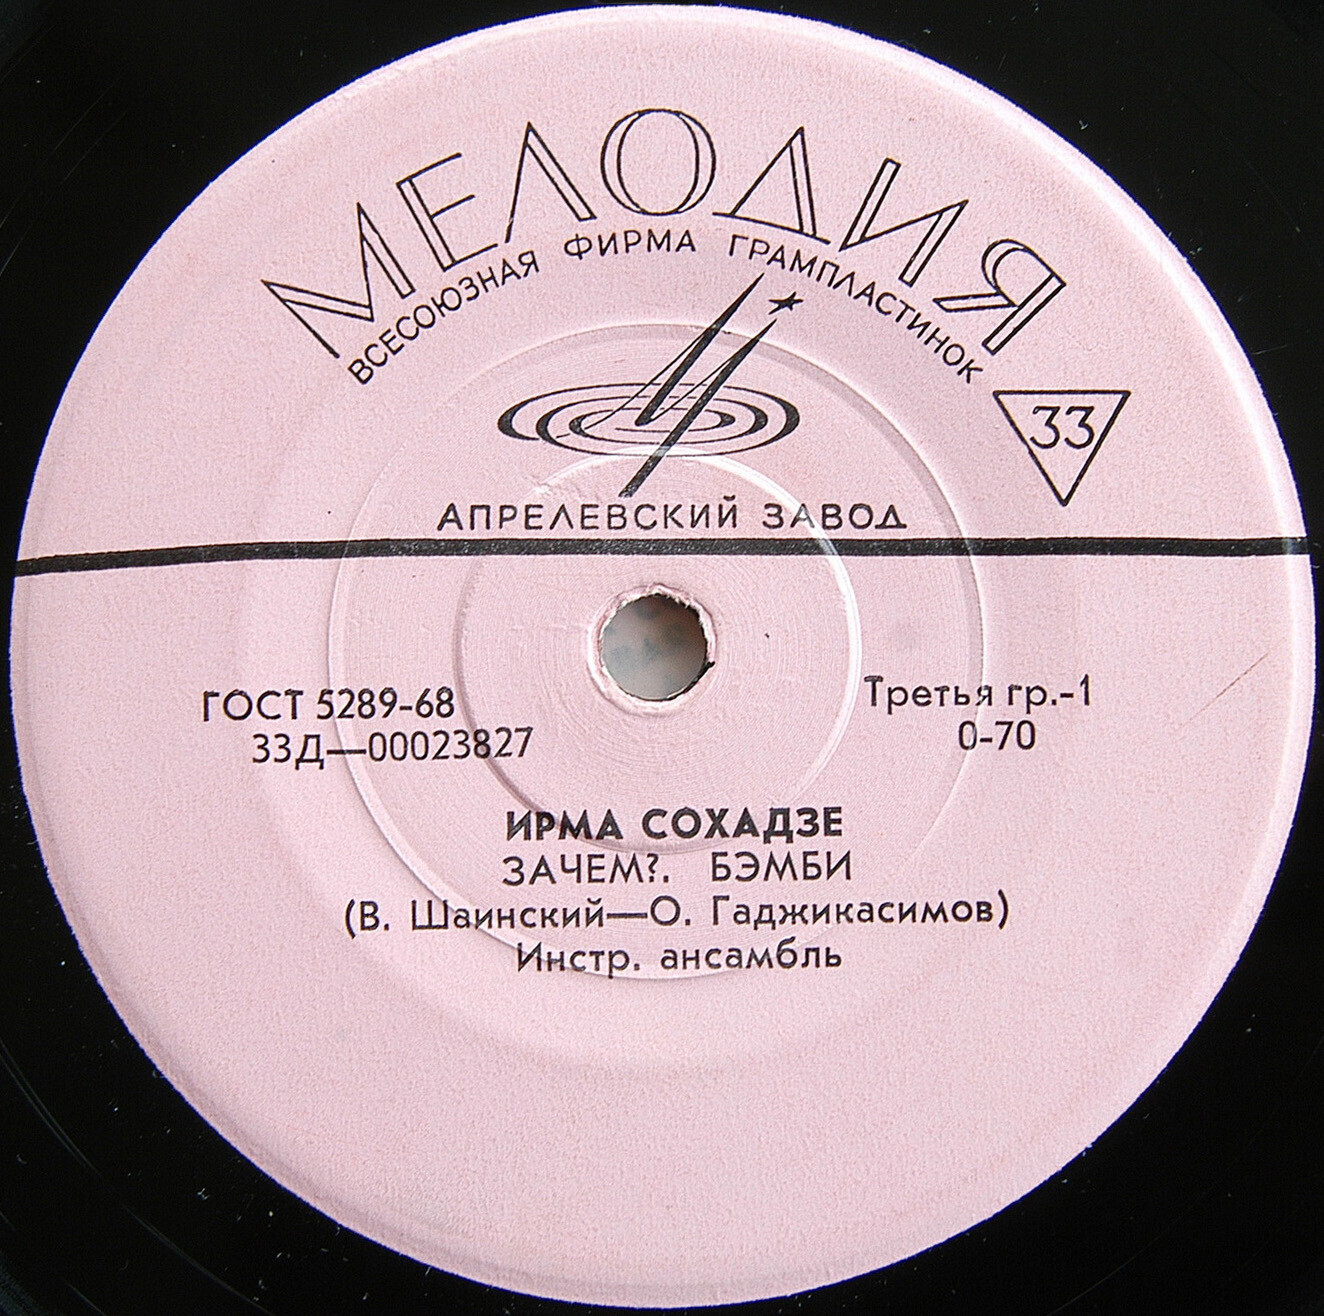 МЕЛОДИЯ
ВСЕСОЮЗНАЯ ФИРМА ГРАМПЛАСТИНОК
33
АПРЕЛЕВСКИЙ ЗАВОД
ГОСТ 5289-68
33Д—00023827
Третья гр.-1
0-70
ИРМА СОХАДЗЕ
ЗАЧЕМ?. БЭМБИ
(В. Шаинский—О. Гаджикасимов)
Инстр. ансамбль